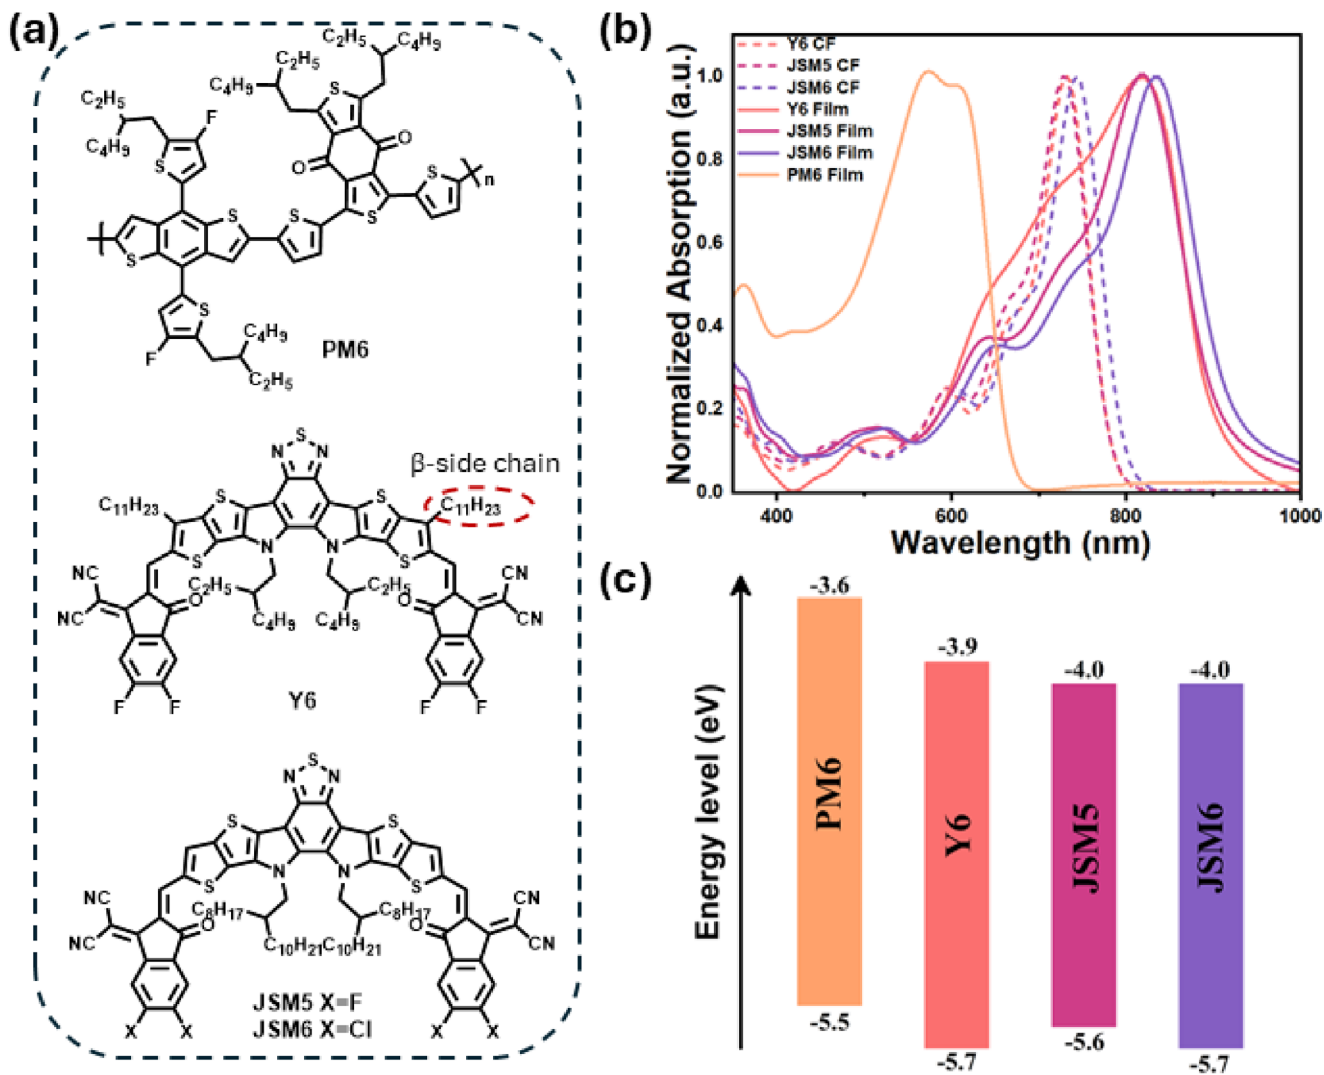 (a)
C2H5
C4H9
C2H5
C4H9
S
C2H5
C4H9
F
S
O
O
S
n
S
S
S
S
S
F
C4H9
C2H5
PM6
S
N
N
β-side chain
C11H23
C11H23
S
S
S
N
N
S
NC
NC
O
C2H5
C4H9
C2H5
C4H9
O
CN
CN
F
F
F
F
Y6
S
N
N
S
S
S
N
N
S
NC
NC
O
C8H17
C10H21
C8H17
C10H21
O
CN
CN
X
X
X
X
JSM5 X=F
JSM6 X=Cl
(b)
Normalized Absorption (a.u.)
1.0
0.8
0.6
0.4
0.2
0.0
Y6 CF
JSM5 CF
JSM6 CF
Y6 Film
JSM5 Film
JSM6 Film
PM6 Film
400
600
800
1000
Wavelength (nm)
(c)
Energy level (eV)
-3.6
PM6
-5.5
-3.9
Y6
-5.7
-4.0
JSM5
-5.6
-4.0
JSM6
-5.7